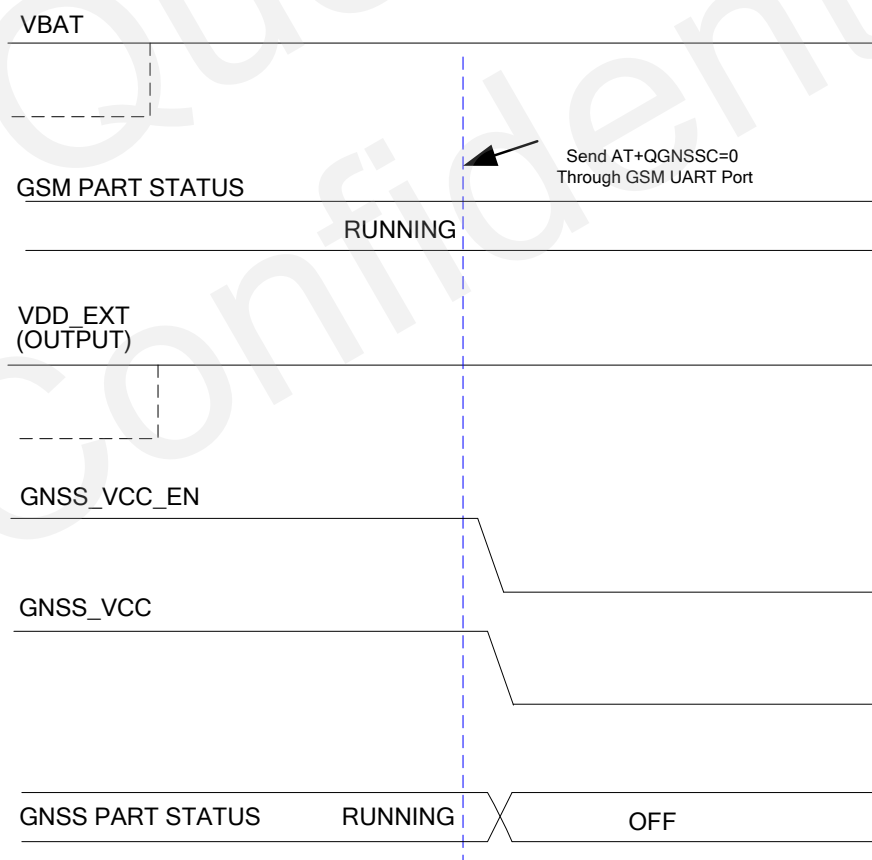 VBAT
Send AT+QGNSSC=0
Through GSM UART Port
GSM PART STATUS
RUNNING
VDD_EXT
(OUTPUT)
GNSS_VCC_EN
GNSS_VCC
GNSS PART STATUS RUNNING OFF